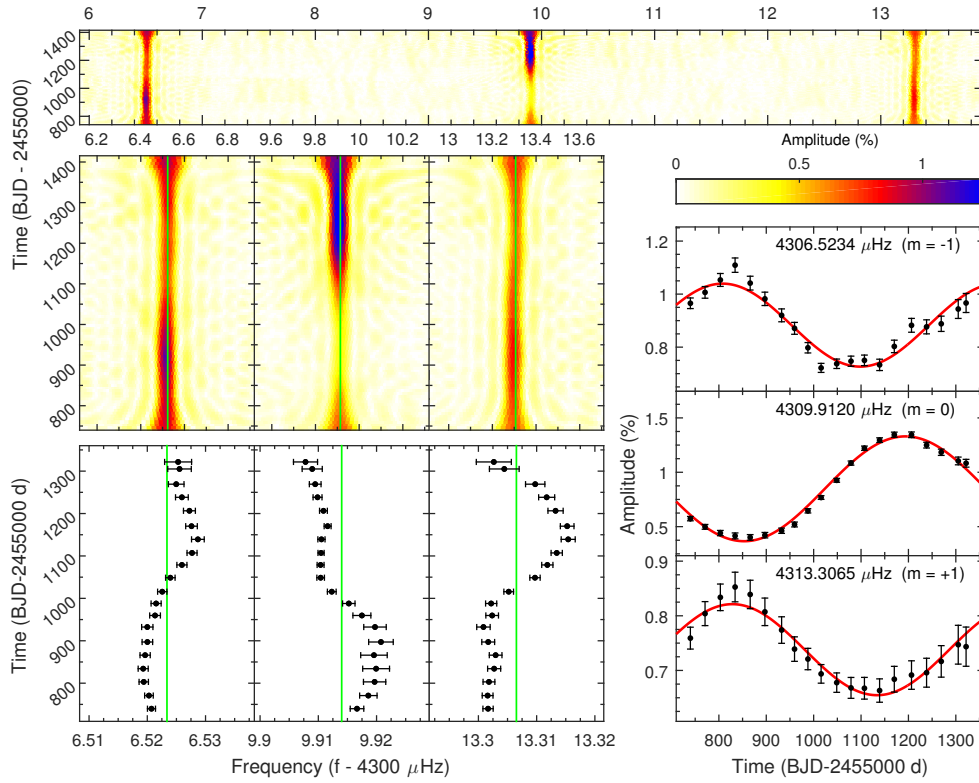 6 7 8 9 10 11 12 13
1400
1200
1000
800
Time (BJD - 2455000)
6.2 6.4 6.6 6.8 9.6 9.8 10 10.2 13 13.2 13.4 13.6
1400
1300
1200
1100
1000
900
800
Amplitude (%)
0 0.5 1
4306.5234 μHz (m = -1)
1.2
1
0.8
4309.9120 μHz (m = 0)
1.5
1
0.5
Amplitude (%)
4313.3065 μHz (m = +1)
0.9
0.7
0.5
800 900 1000 1100 1200 1300
Time (BJD-2455000 d)
Time (BJD-2455000 d)
1300
1200
1100
1000
900
800
6.51 6.52 6.53 9.9 9.91 9.92 13.3 13.31 13.32
Frequency (f - 4300 μHz)